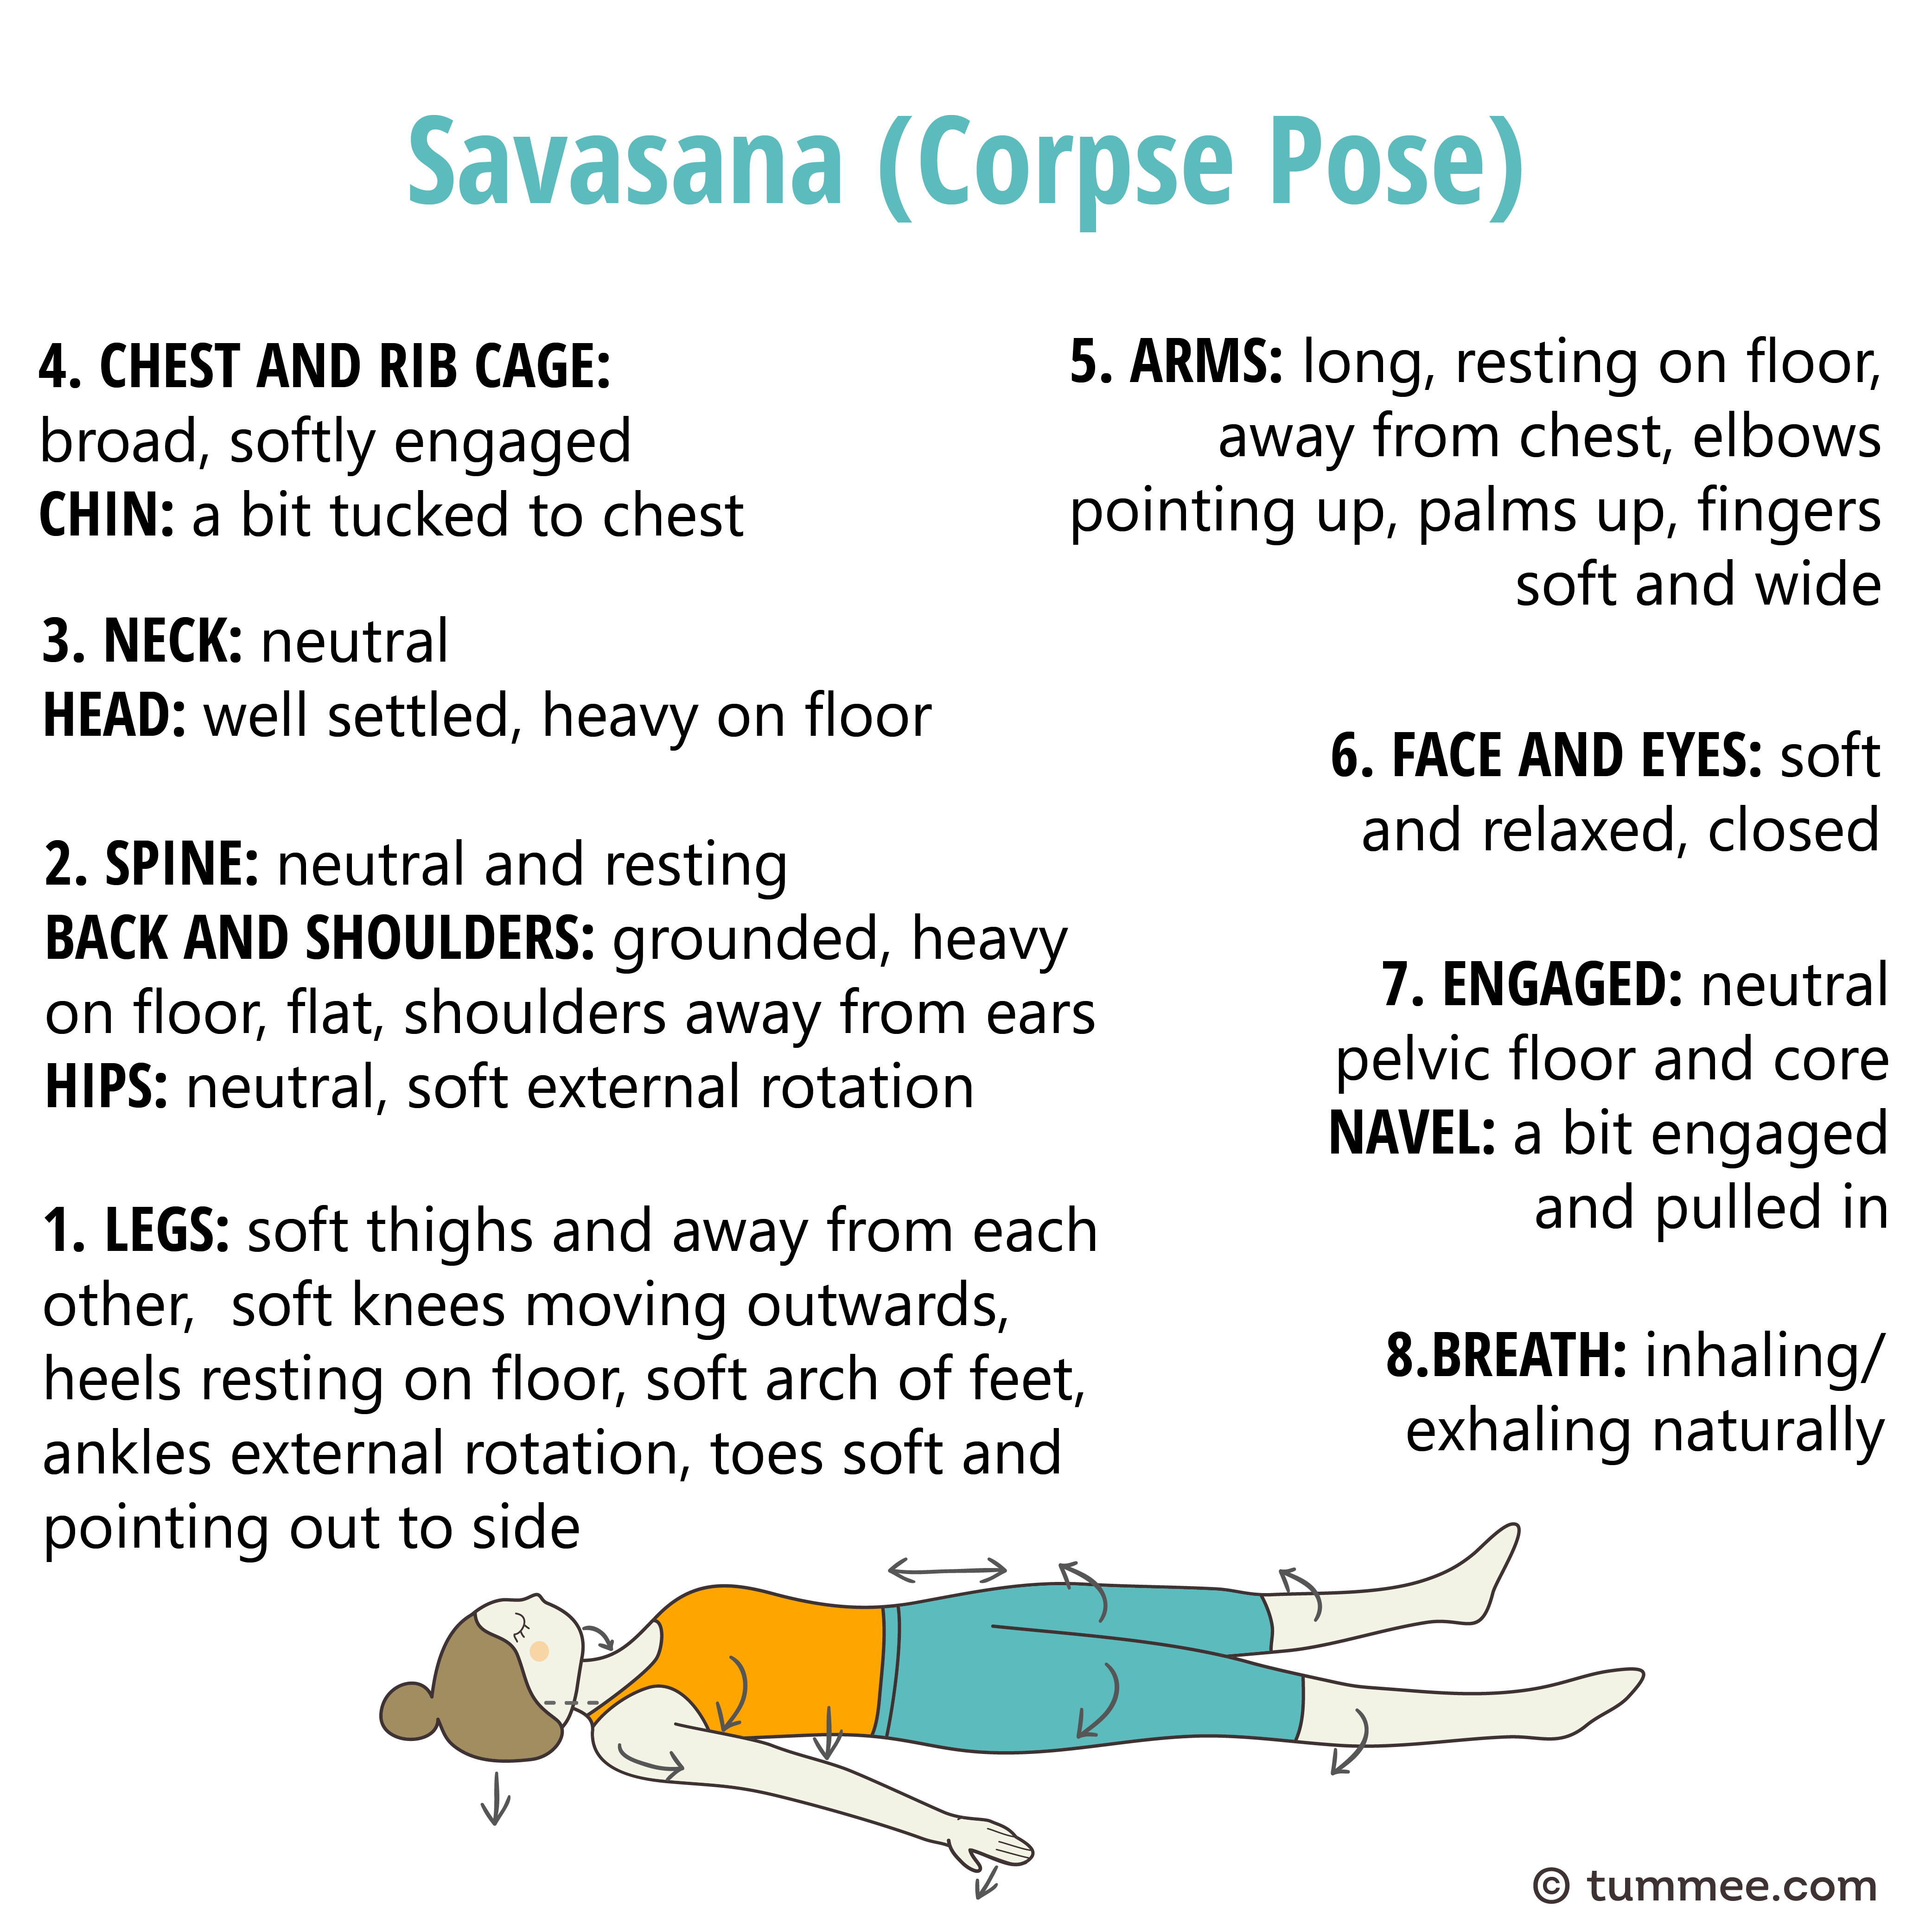 Savasana (Corpse Pose)
4. CHEST AND RIB CAGE:
broad, softly engaged
CHIN: a bit tucked to chest
3. NECK: neutral
HEAD: well settled, heavy on floor
2. SPINE: neutral and resting
BACK AND SHOULDERS: grounded, heavy
on floor, flat, shoulders away from ears
HIPS: neutral, soft external rotation
1. LEGS: soft thighs and away from each
other, soft knees moving outwards,
heels resting on floor, soft arch of feet,
ankles external rotation, toes soft and
pointing out to side
5. ARMS: long, resting on floor,
away from chest, elbows
pointing up, palms up, fingers
soft and wide
6. FACE AND EYES: soft
and relaxed, closed
7. ENGAGED: neutral
pelvic floor and core
NAVEL: a bit engaged
and pulled in
8.BREATH: inhaling/
exhaling naturally
© tummee.com